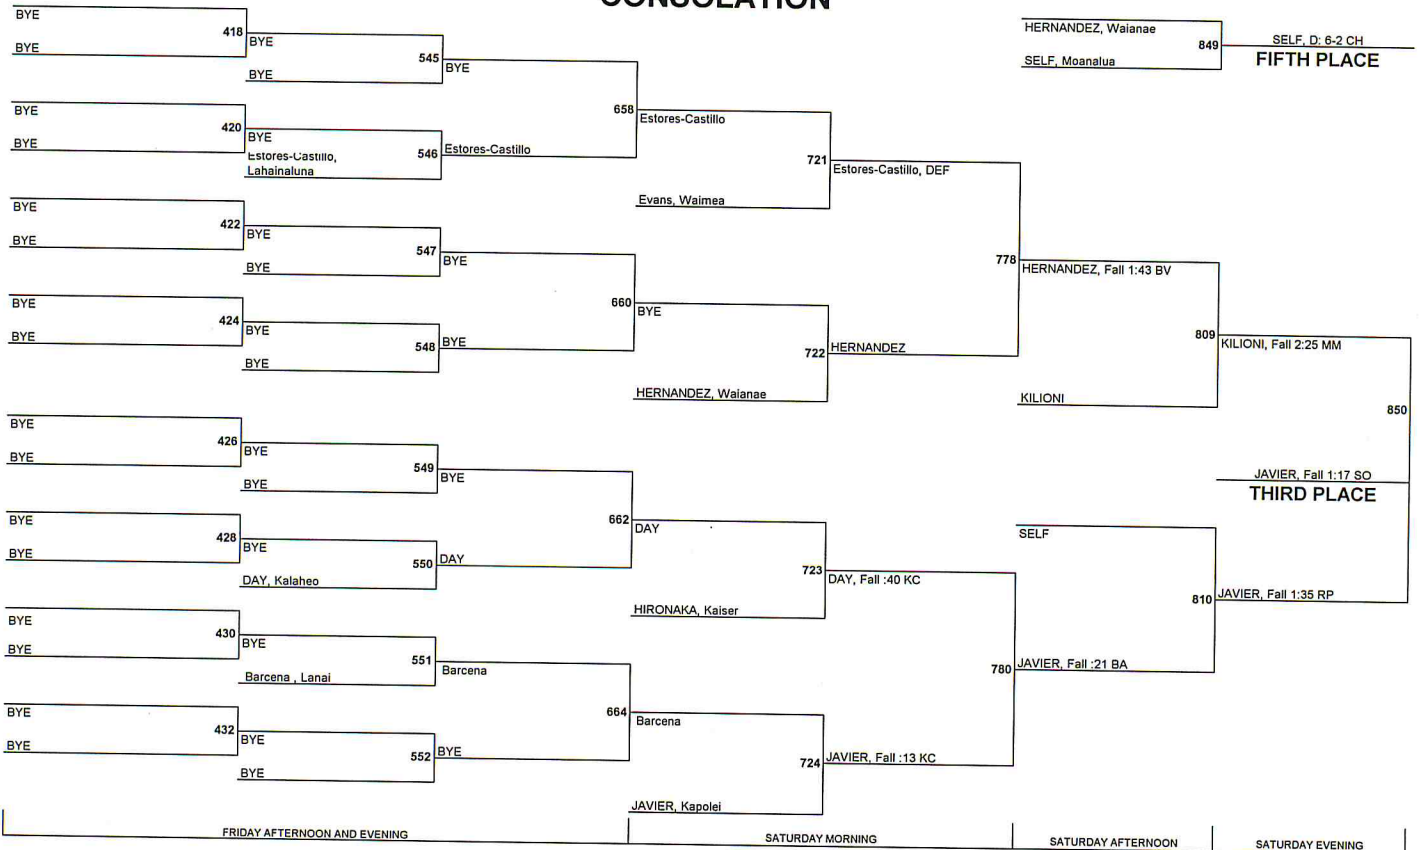 CONSOLATION
BYE
418
BYE
BYE
545
BYE
BYE
420
BYE
BYE
BYE
Estores-Castillo,
Lahainaluna
546
Estores-Castillo
658
Estores-Castillo
Evans, Waimea
721
Estores-Castillo, DEF
BYE
422
BYE
BYE
BYE
547
BYE
BYE
424
BYE
BYE
BYE
548
BYE
660
BYE
HERNANDEZ, Waianae
722
HERNANDEZ
778
HERNANDEZ, Fall 1:43 BV
KILIONI
809
KILIONI, Fall 2:25 MM
BYE
426
BYE
BYE
BYE
549
BYE
BYE
428
BYE
BYE
DAY, Kalaheo
550
DAY
662
DAY
HIRONAKA, Kaiser
723
DAY, Fall :40 KC
BYE
430
BYE
BYE
Barcena , Lanai
551
Barcena
BYE
432
BYE
BYE
BYE
552
BYE
664
Barcena
JAVIER, Kapolei
724
JAVIER, Fall :13 KC
780
JAVIER, Fall :21 BA
SELF
810
JAVIER, Fall 1:35 RP
850
JAVIER, Fall 1:17 SO
THIRD PLACE
HERNANDEZ, Waianae
849
SELF, Moanalua
SELF, D: 6-2 CH
FIFTH PLACE
FRIDAY AFTERNOON AND EVENING
SATURDAY MORNING
SATURDAY AFTERNOON
SATURDAY EVENING